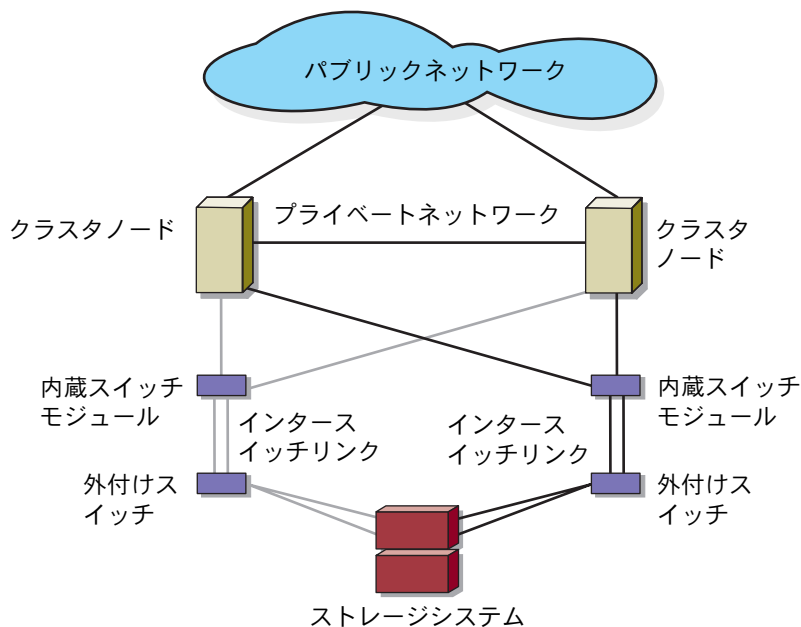 パブリックネットワーク
クラスタノード
プライベートネットワーク
クラスタ
ノード
内蔵スイッチ
モジュール
インタース
イッチリンク
インタース
イッチリンク
内蔵スイッチ
モジュール
外付けス
イッチ
外付けス
イッチ
ストレージシステム